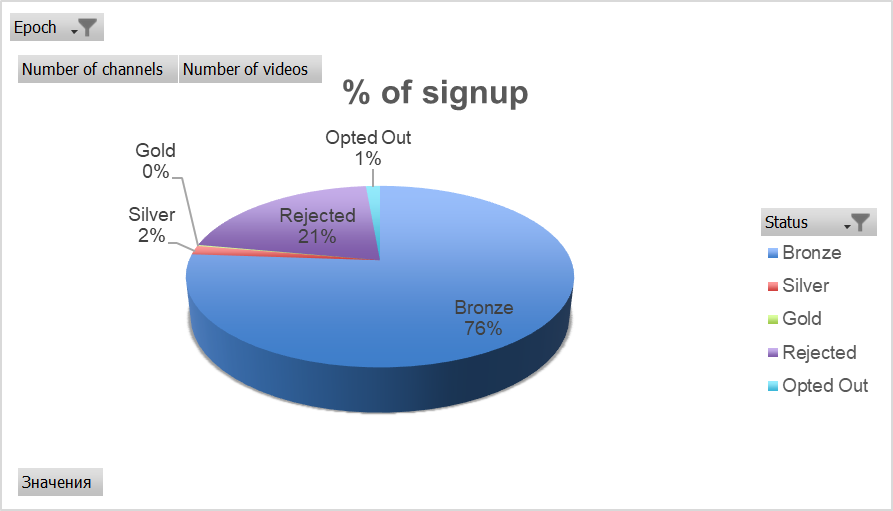 Epoch
Number of channels
Number of videos
% of signup
Opted Out
1%
Gold
0%
Silver
2%
Rejected
21%
Bronze
76%
Status
Bronze
Silver
Gold
Rejected
Opted Out
Значения